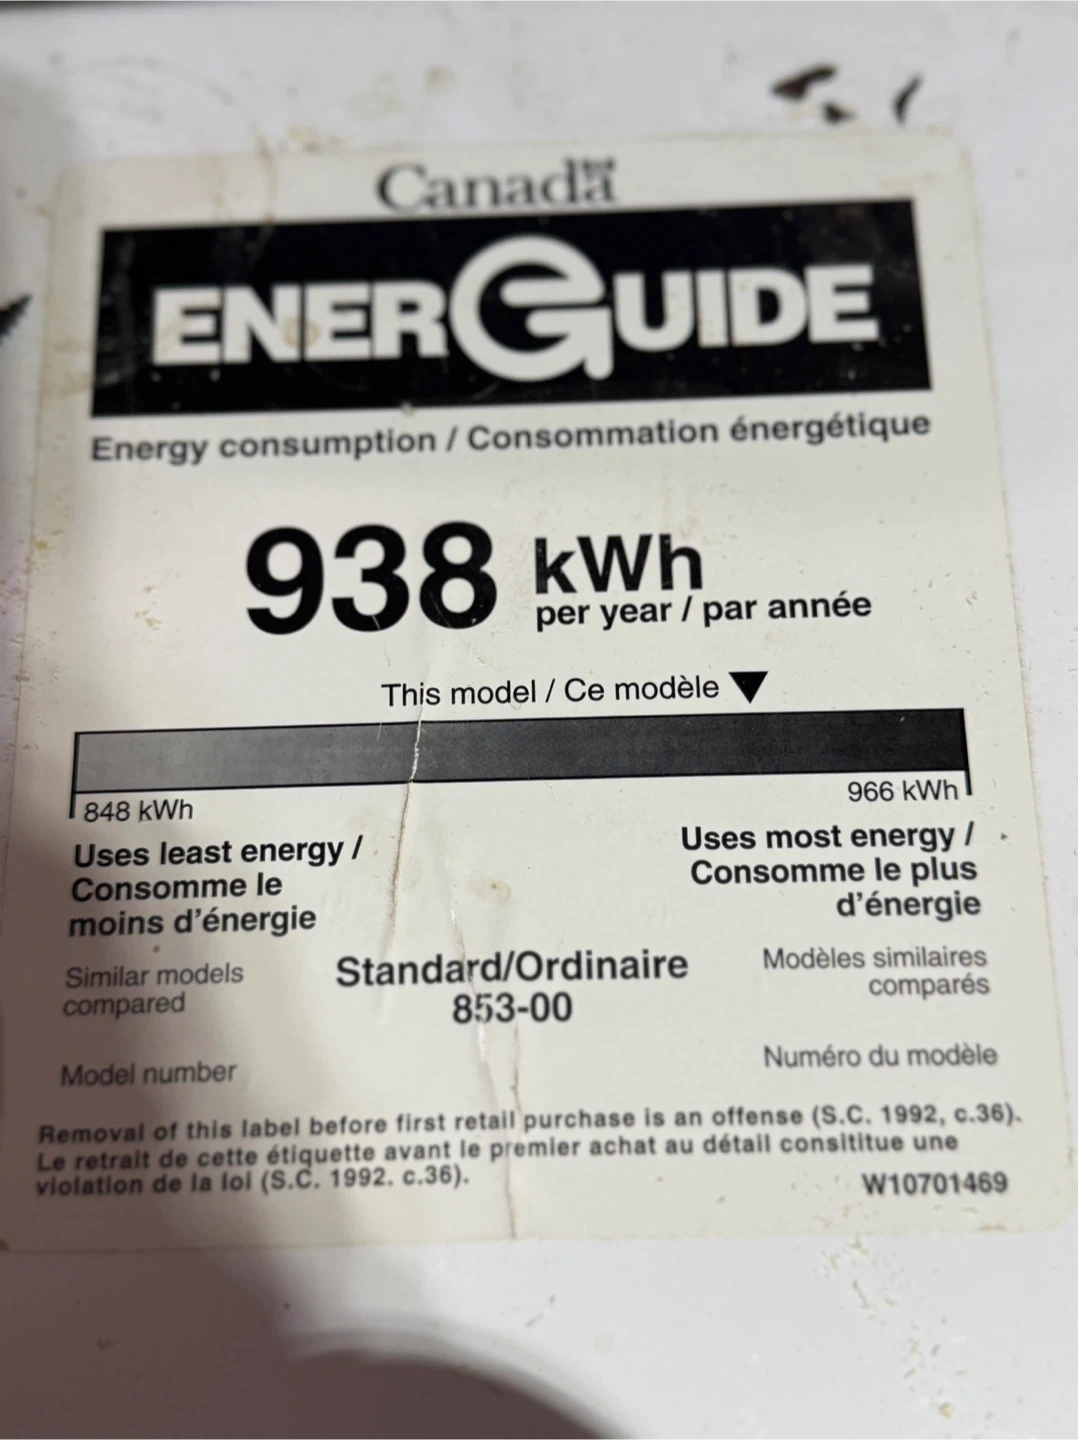 Canada
ENERGUIDE
Energy consumption / Consommation énergétique
938 kWh
per year / par année
This model / Ce modèle
848 kWh
966 kWh
Uses least energy /
Consomme le
moins d'énergie
Uses most energy /
Consomme le plus
d'énergie
Similar models
compared
Standard/Ordinaire
853-00
Modèles similaires
comparés
Model number
Numéro du modèle
Removal of this label before first retail purchase is an offense (S.C. 1992, c.36).
Le retrait de cette étiquette avant le premier achat au détail consititue une
violation de la loi (S.C. 1992. c.36).
W10701469